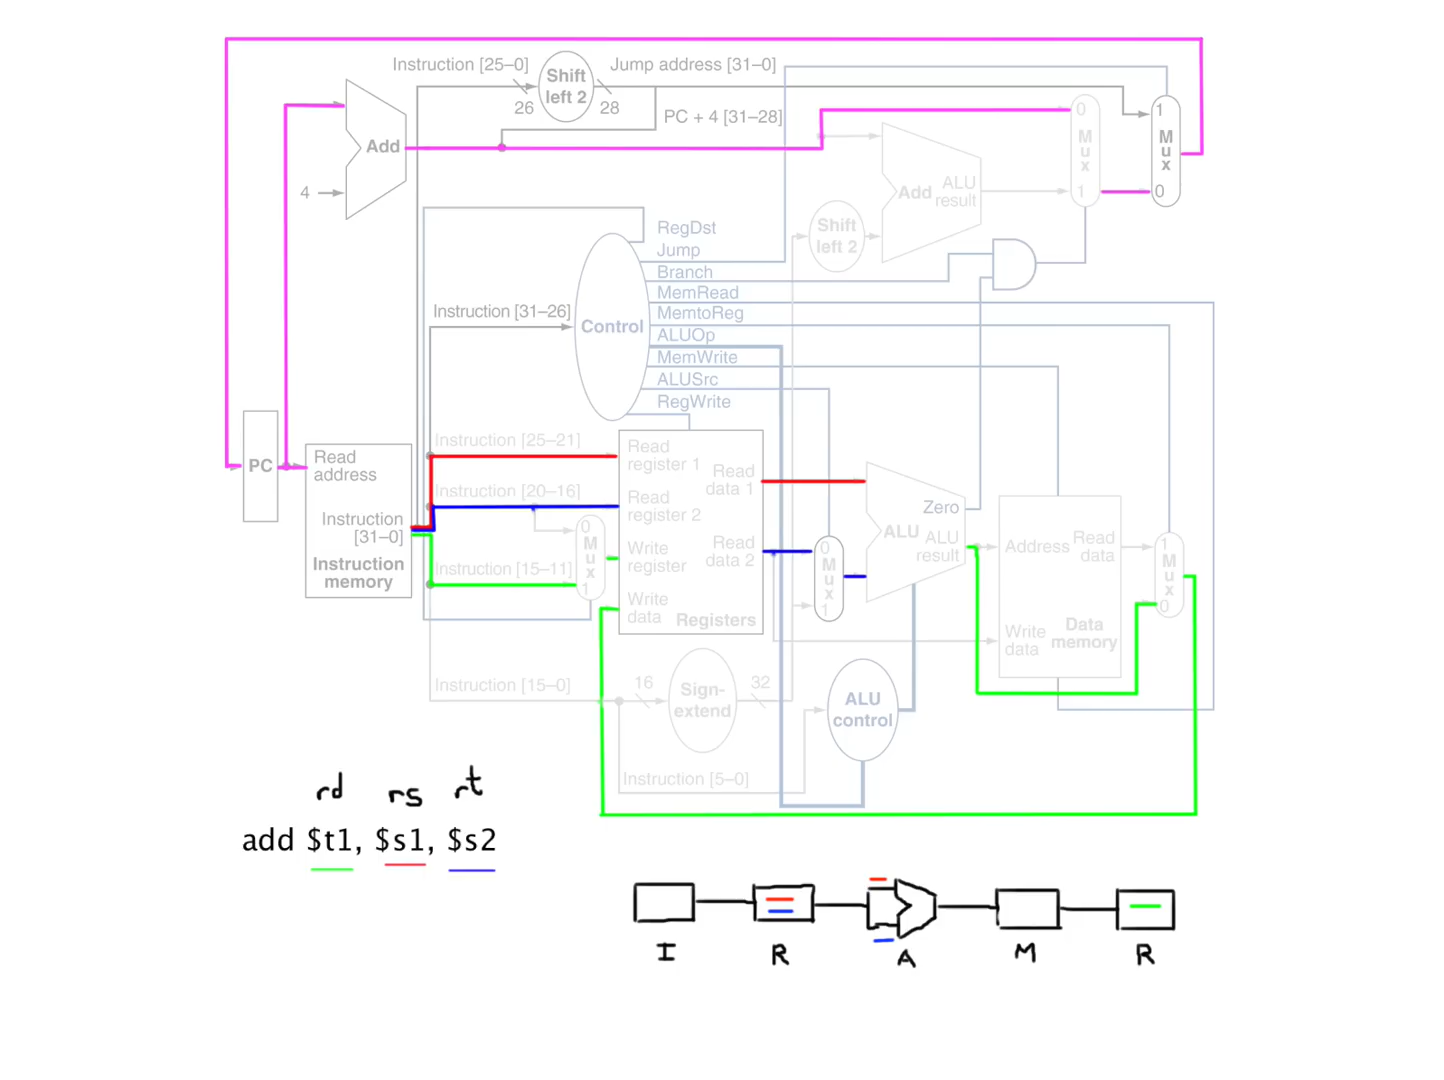 Instruction [25–0]
Shift left 2
Jump address [31–0]
26
28
PC + 4 [31–28]
Add
4
0
M
u
x
1
1
M
u
x
0
Add
ALU
result
Shift
left 2
RegDst
Jump
Branch
MemRead
MemtoReg
ALUOp
MemWrite
ALUSrc
RegWrite
Instruction [31–26]
Control
PC
Read
address
Instruction
[31–0]
Instruction
memory
Instruction [25–21]
Instruction [20–16]
Instruction [15–11]
0
M
u
x
1
Read
register 1
Read
register 2
Write
register
Write
data
Read
data 1
Read
data 2
Registers
0
M
u
x
1
Zero
ALU
ALU
result
Address
Read
data
Write
data
Data
memory
1
M
u
x
0
Instruction [15–0]
16
Sign-
extend
32
ALU
control
Instruction [5–0]
rd rs rt
add $t1, $s1, $s2
I R A M R